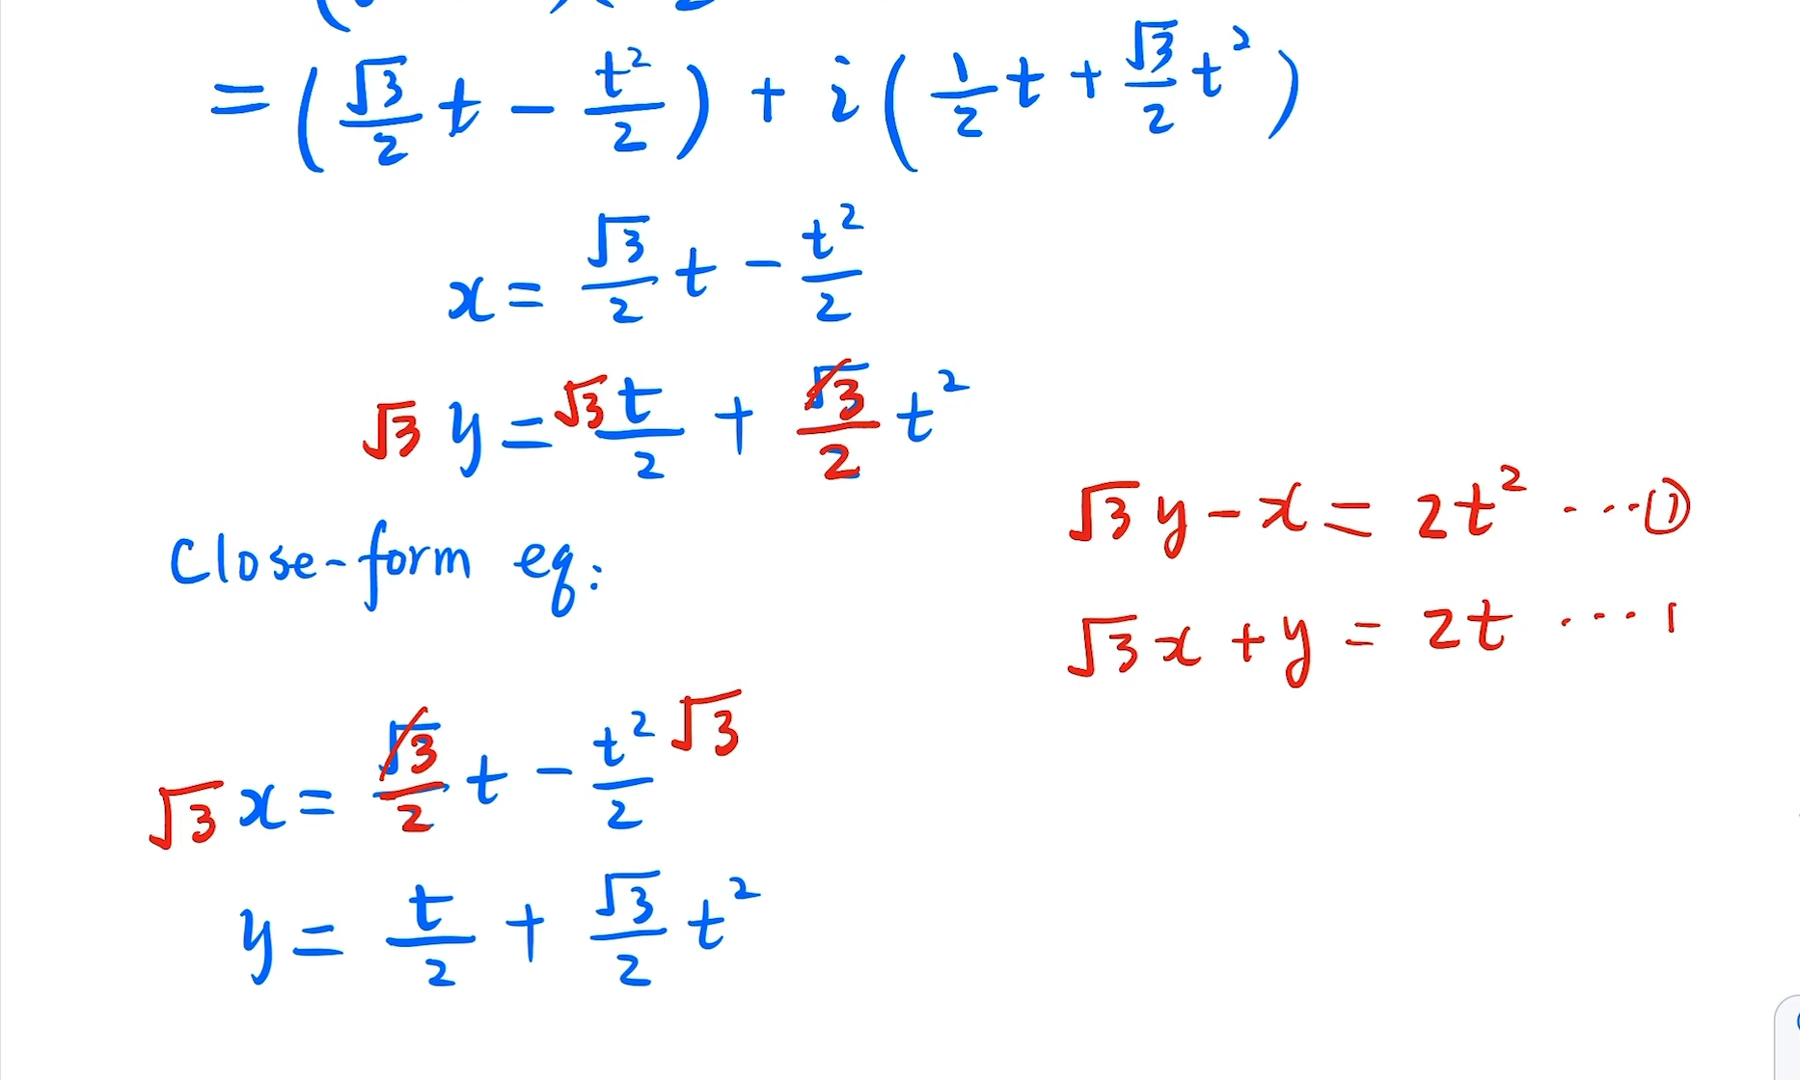 = (√3/2 t − t²/2) + i(1/2 t + √3/2 t²)
x = √3/2 t − t²/2
√3 y = √3 t/2 + √3/2 t²
√3 y − x = 2t² ···· ①
Close-form eq:
√3 x + y = 2t ····
√3 x = √3/2 t − t²/2 √3
y = t/2 + √3/2 t²